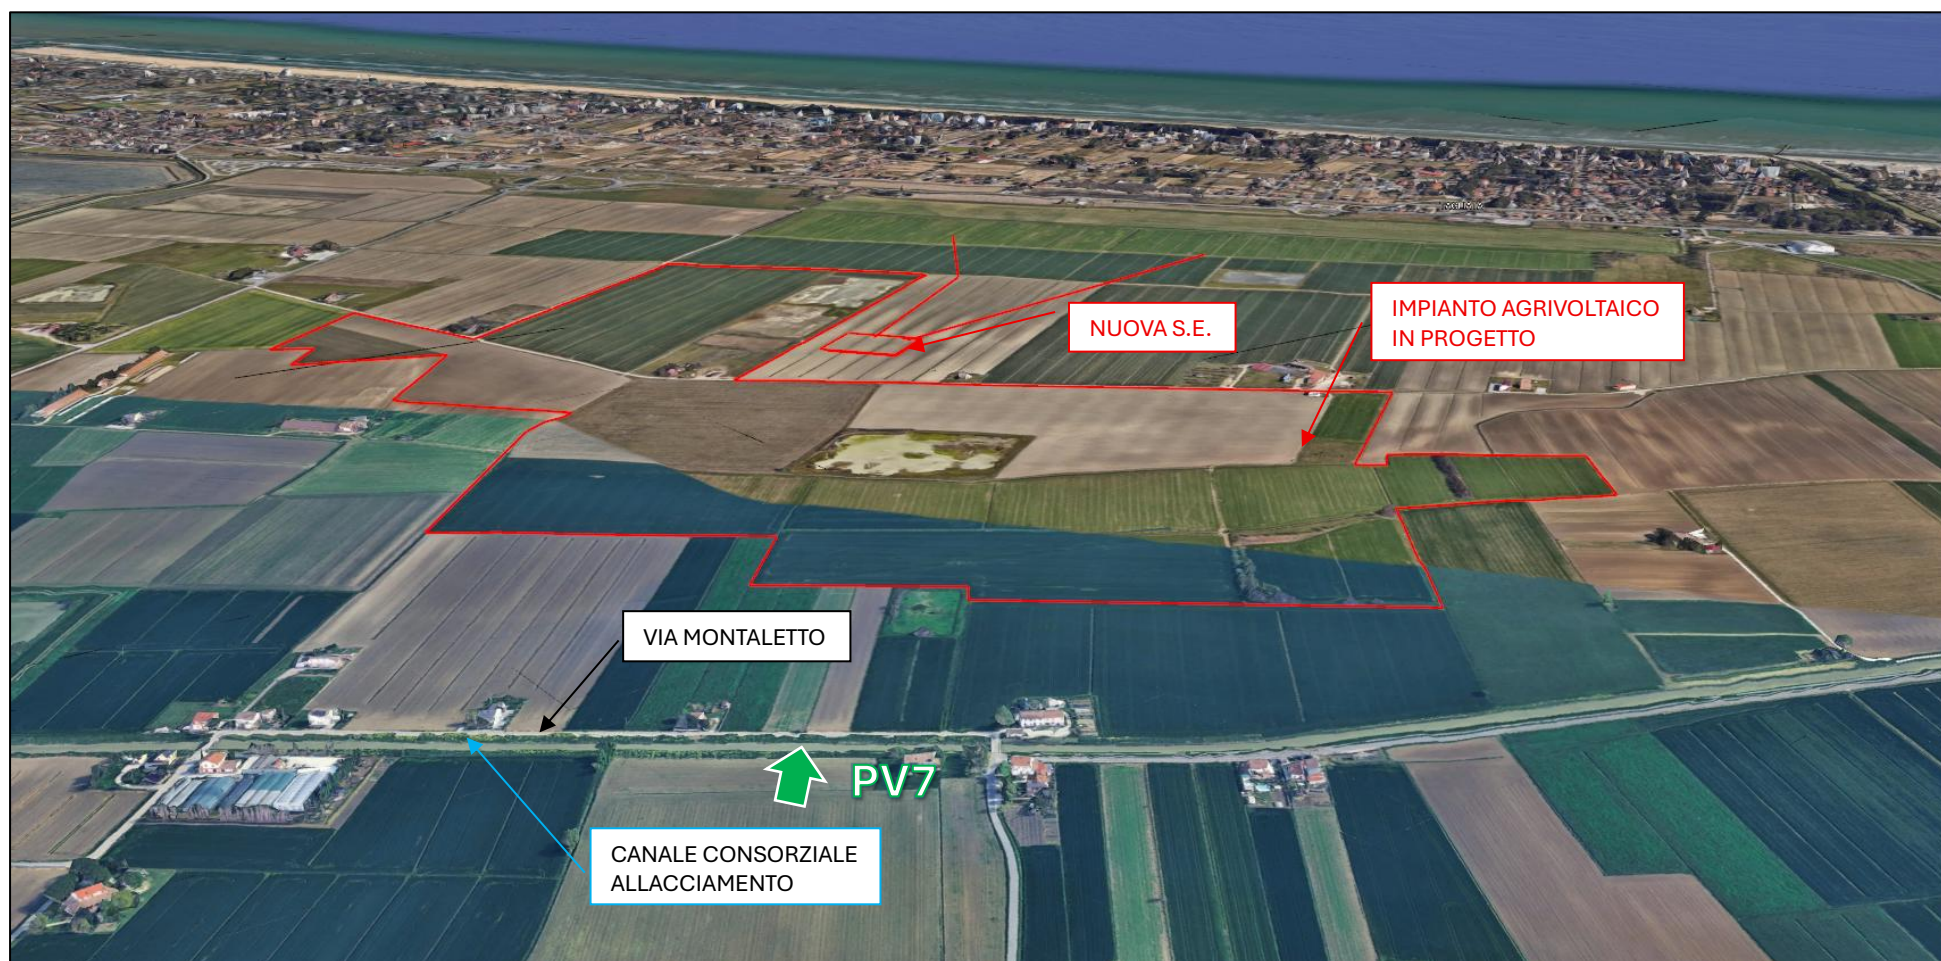 NUOVA S.E.
IMPIANTO AGRIVOLTAICO
IN PROGETTO
VIA MONTALETTO
PV7
CANALE CONSORZIALE
ALLACCIAMENTO